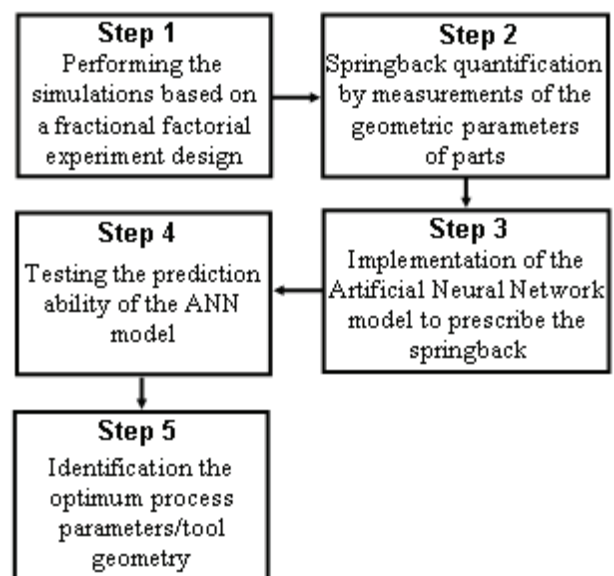 Step 1
Performing the
simulations based on
a fractional factorial
experiment design
Step 2
Springback quantification
by measurements of the
geometric parameters
of parts
Step 3
Implementation of the
Artificial Neural Network
model to prescribe the
springback
Step 4
Testing the prediction
ability of the ANN
model
Step 5
Identification the
optimum process
parameters/tool
geometry